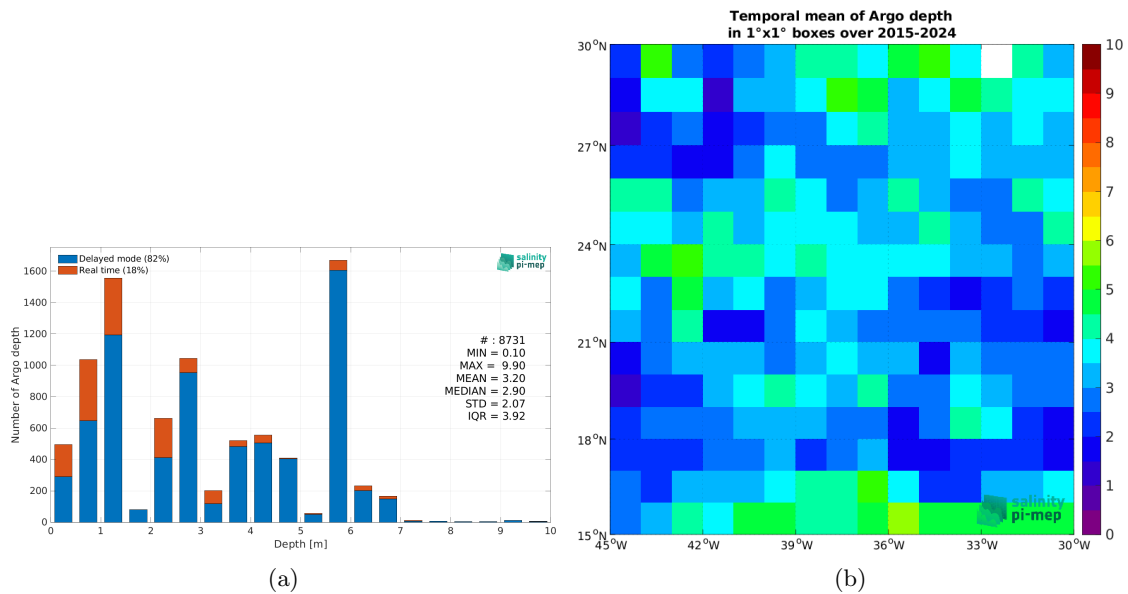 Delayed mode (82%)
Real time (18%)
salinity
pi-mep
# : 8731
MIN = 0.10
MAX = 9.90
MEAN = 3.20
MEDIAN = 2.90
STD = 2.07
IQR = 3.92
Number of Argo depth
1600
1400
1200
1000
800
600
400
200
0
0 1 2 3 4 5 6 7 8 9 10
Depth [m]
(a)
Temporal mean of Argo depth
in 1°x1° boxes over 2015-2024
30°N
27°N
24°N
21°N
18°N
15°N
45°W 42°W 39°W 36°W 33°W 30°W
salinity
pi-mep
10
9
8
7
6
5
4
3
2
1
0
(b)